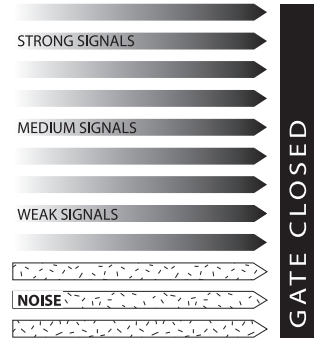 STRONG SIGNALS
MEDIUM SIGNALS
WEAK SIGNALS
NOISE
GATE CLOSED